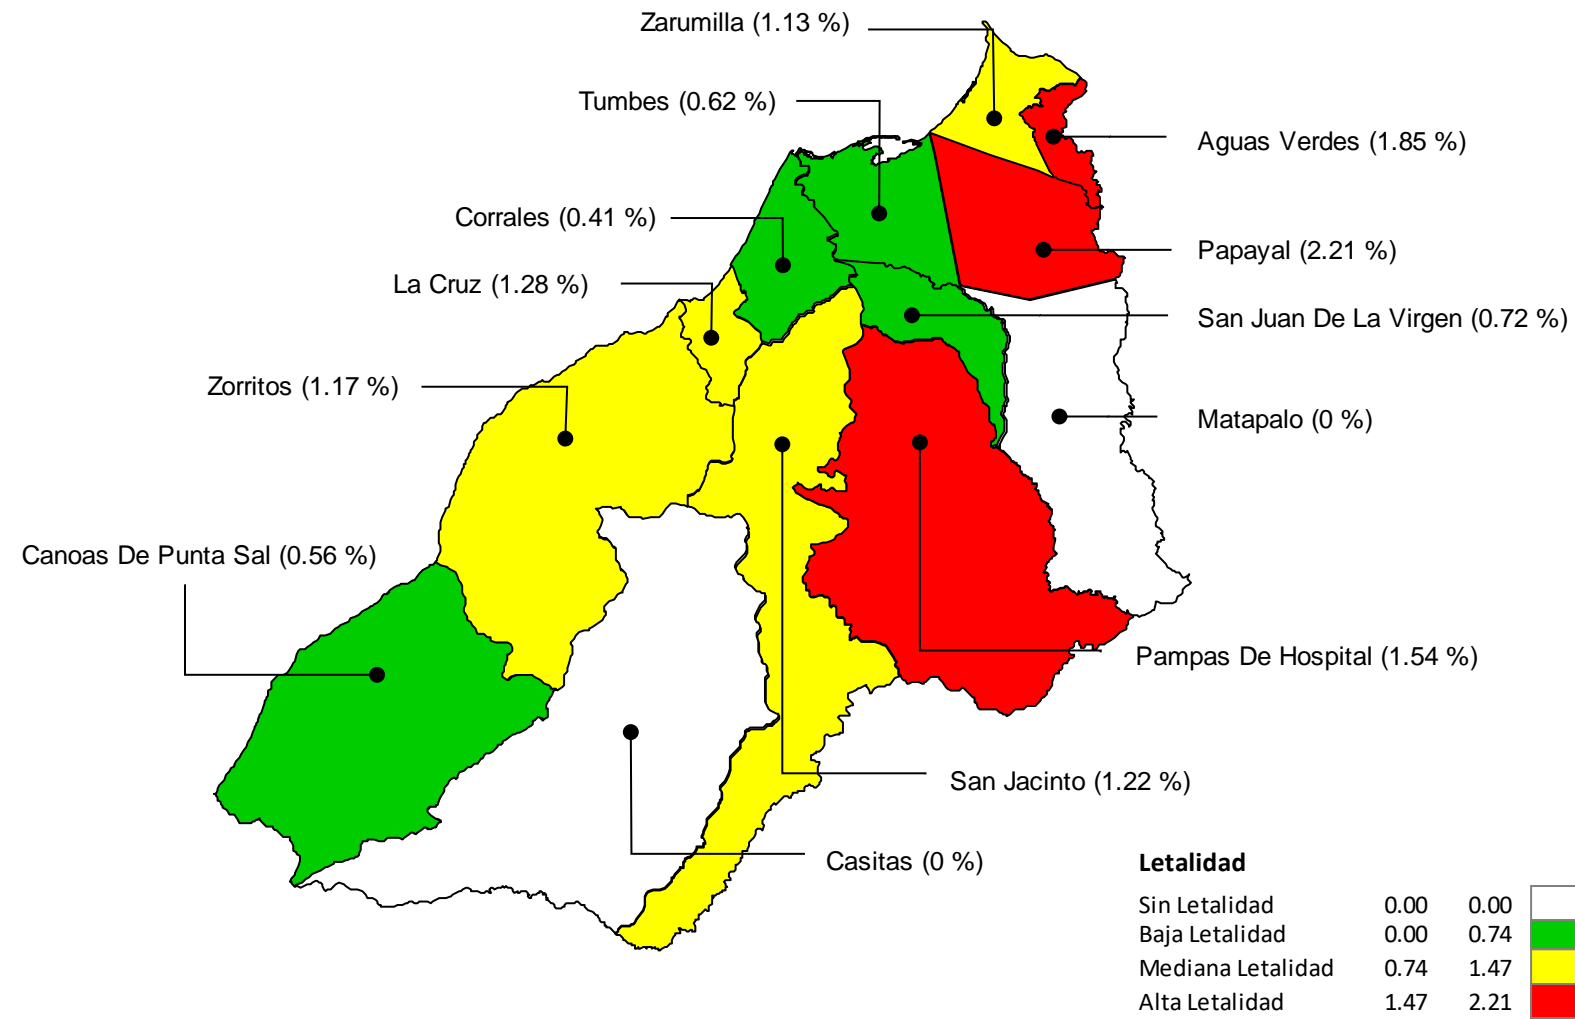 Zarumilla (1.13 %)
Tumbes (0.62 %)
Aguas Verdes (1.85 %)
Corrales (0.41 %)
Papayal (2.21 %)
La Cruz (1.28 %)
San Juan De La Virgen (0.72 %)
Zorritos (1.17 %)
Matapalo (0 %)
Canoas De Punta Sal (0.56 %)
Pampas De Hospital (1.54 %)
San Jacinto (1.22 %)
Casitas (0 %)
Letalidad
Sin Letalidad 0.00 0.00
Baja Letalidad 0.00 0.74
Mediana Letalidad 0.74 1.47
Alta Letalidad 1.47 2.21